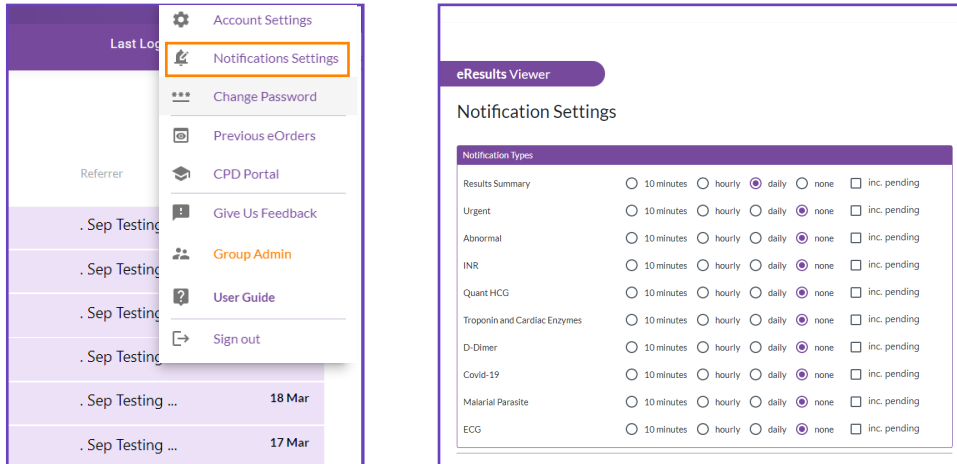 Last Log
Account Settings
Notifications Settings
*** Change Password
Previous eOrders
Referrer
CPD Portal
Give Us Feedback
. Sep Testing
Group Admin
. Sep Testing
User Guide
. Sep Testing
Sign out
. Sep Testing
. Sep Testing ... 18 Mar
. Sep Testing ... 17 Mar
eResults Viewer
Notification Settings
Notification Types
Results Summary 10 minutes hourly daily none inc. pending
Urgent 10 minutes hourly daily none inc. pending
Abnormal 10 minutes hourly daily none inc. pending
INR 10 minutes hourly daily none inc. pending
Quant HCG 10 minutes hourly daily none inc. pending
Troponin and Cardiac Enzymes 10 minutes hourly daily none inc. pending
D-Dimer 10 minutes hourly daily none inc. pending
Covid-19 10 minutes hourly daily none inc. pending
Malarial Parasite 10 minutes hourly daily none inc. pending
ECG 10 minutes hourly daily none inc. pending